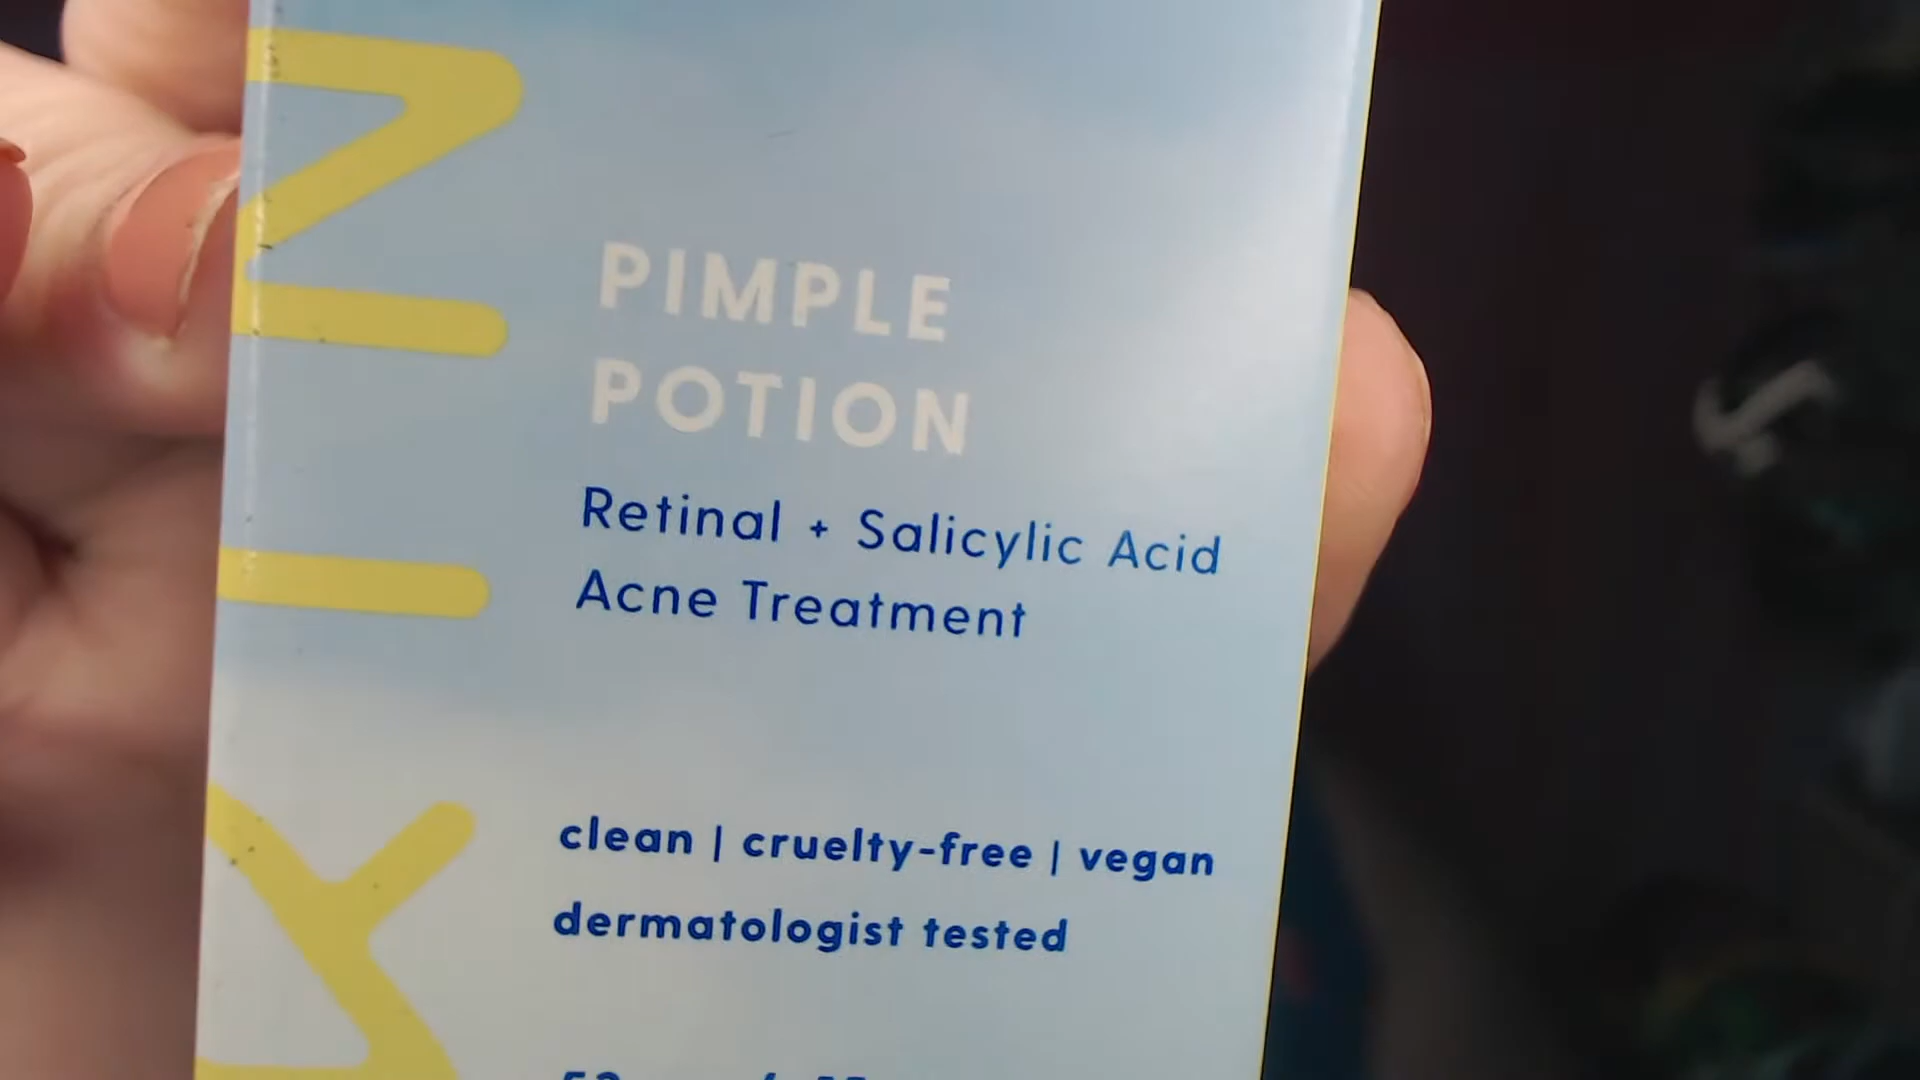 PIMPLE
POTION
Retinal + Salicylic Acid
Acne Treatment
clean | cruelty-free | vegan
dermatologist tested